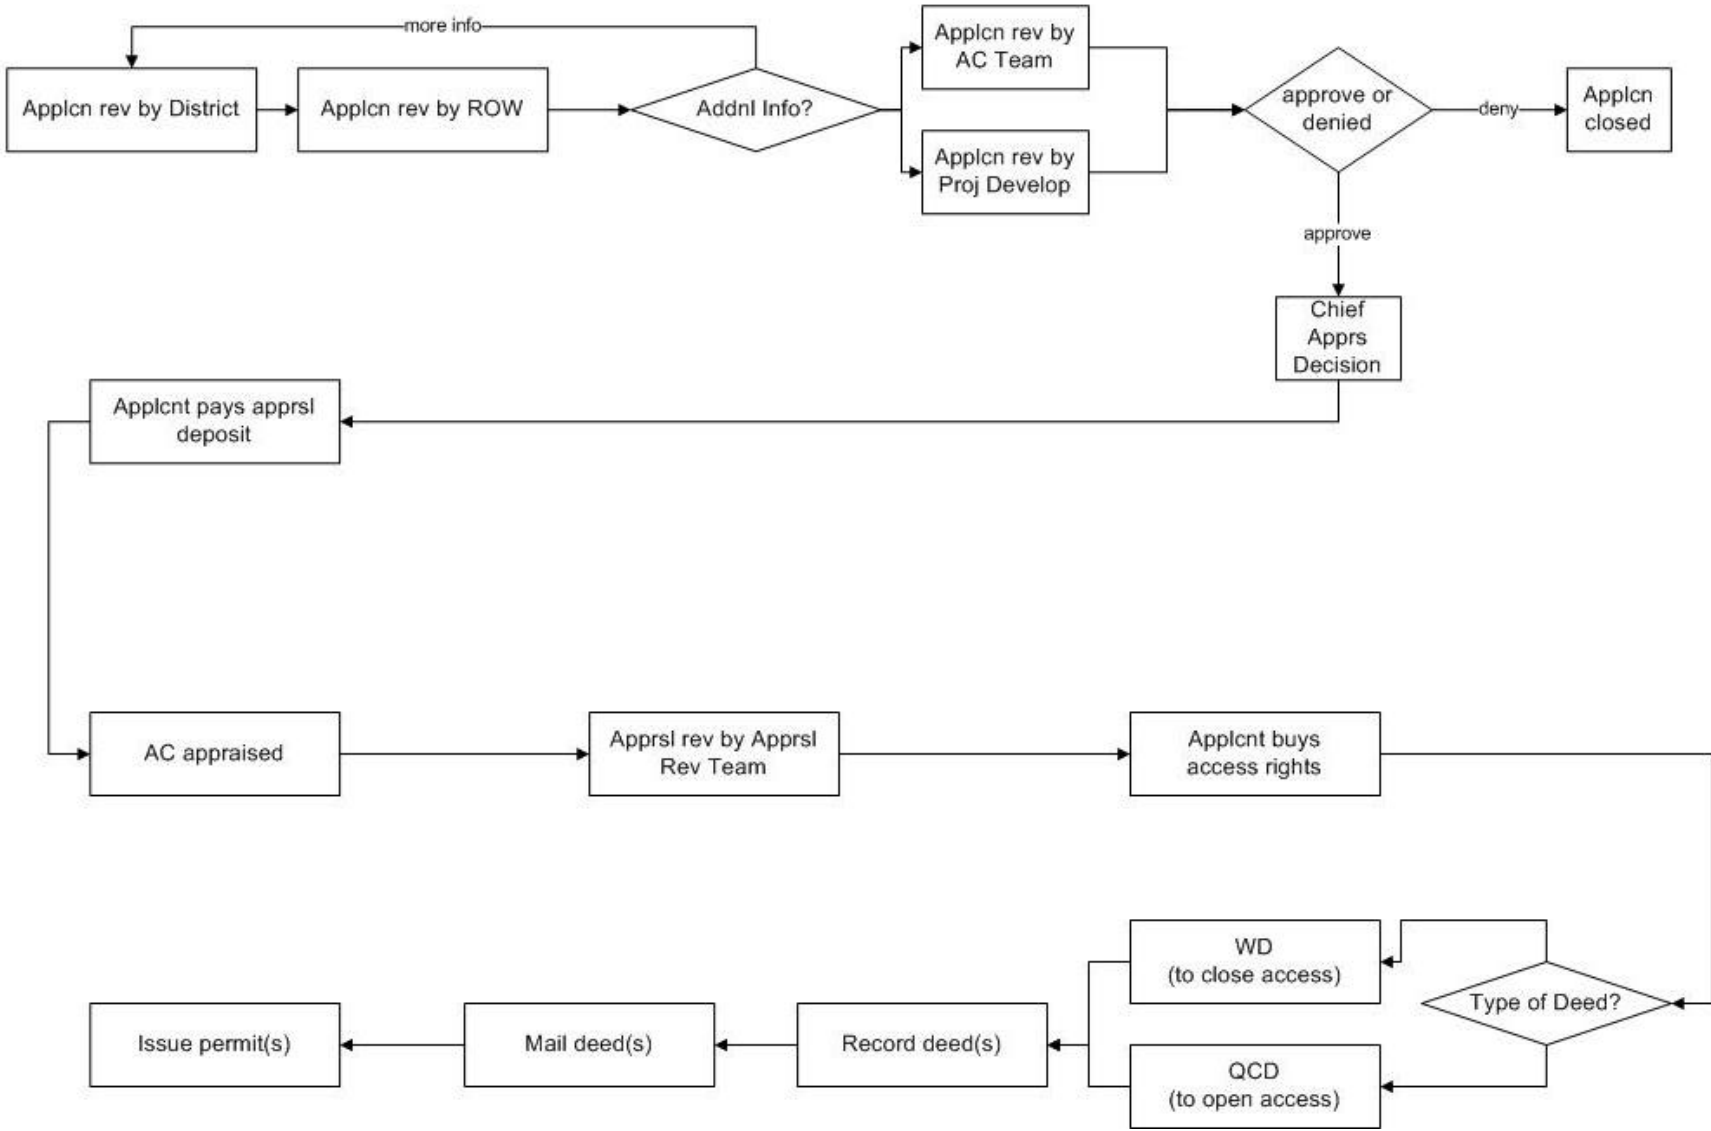 more info
Applcn rev by District
Applcn rev by ROW
Addnl Info?
Applcn rev by
AC Team
Applcn rev by
Proj Develop
approve or
denied
deny
Applcn
closed
approve
Chief
Apprs
Decision
Applcnt pays apprsl
deposit
AC appraised
Apprsl rev by Apprsl
Rev Team
Applcnt buys
access rights
Type of Deed?
WD
(to close access)
QCD
(to open access)
Record deed(s)
Mail deed(s)
Issue permit(s)